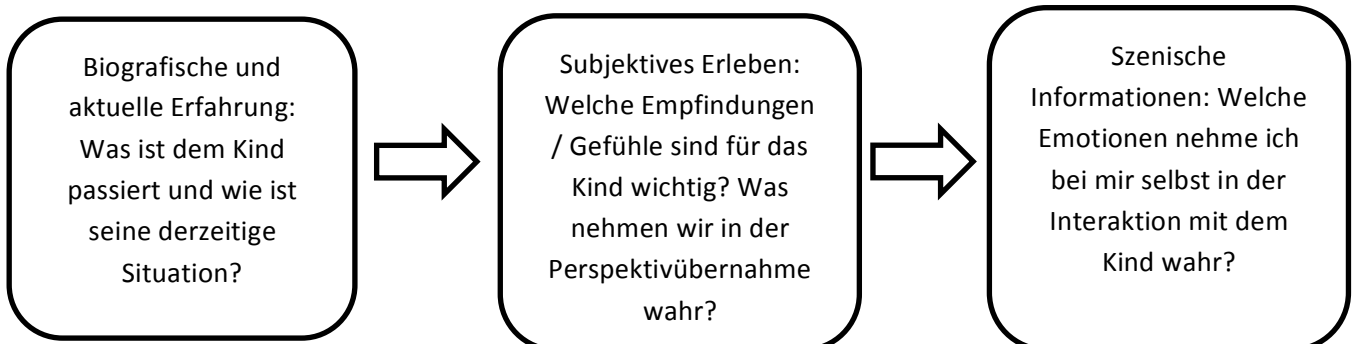 Biografische und
aktuelle Erfahrung:
Was ist dem Kind
passiert und wie ist
seine derzeitige
Situation?
Subjektives Erleben:
Welche Empfindungen
/ Gefühle sind für das
Kind wichtig? Was
nehmen wir in der
Perspektivübernahme
wahr?
Szenische
Informationen: Welche
Emotionen nehme ich
bei mir selbst in der
Interaktion mit dem
Kind wahr?